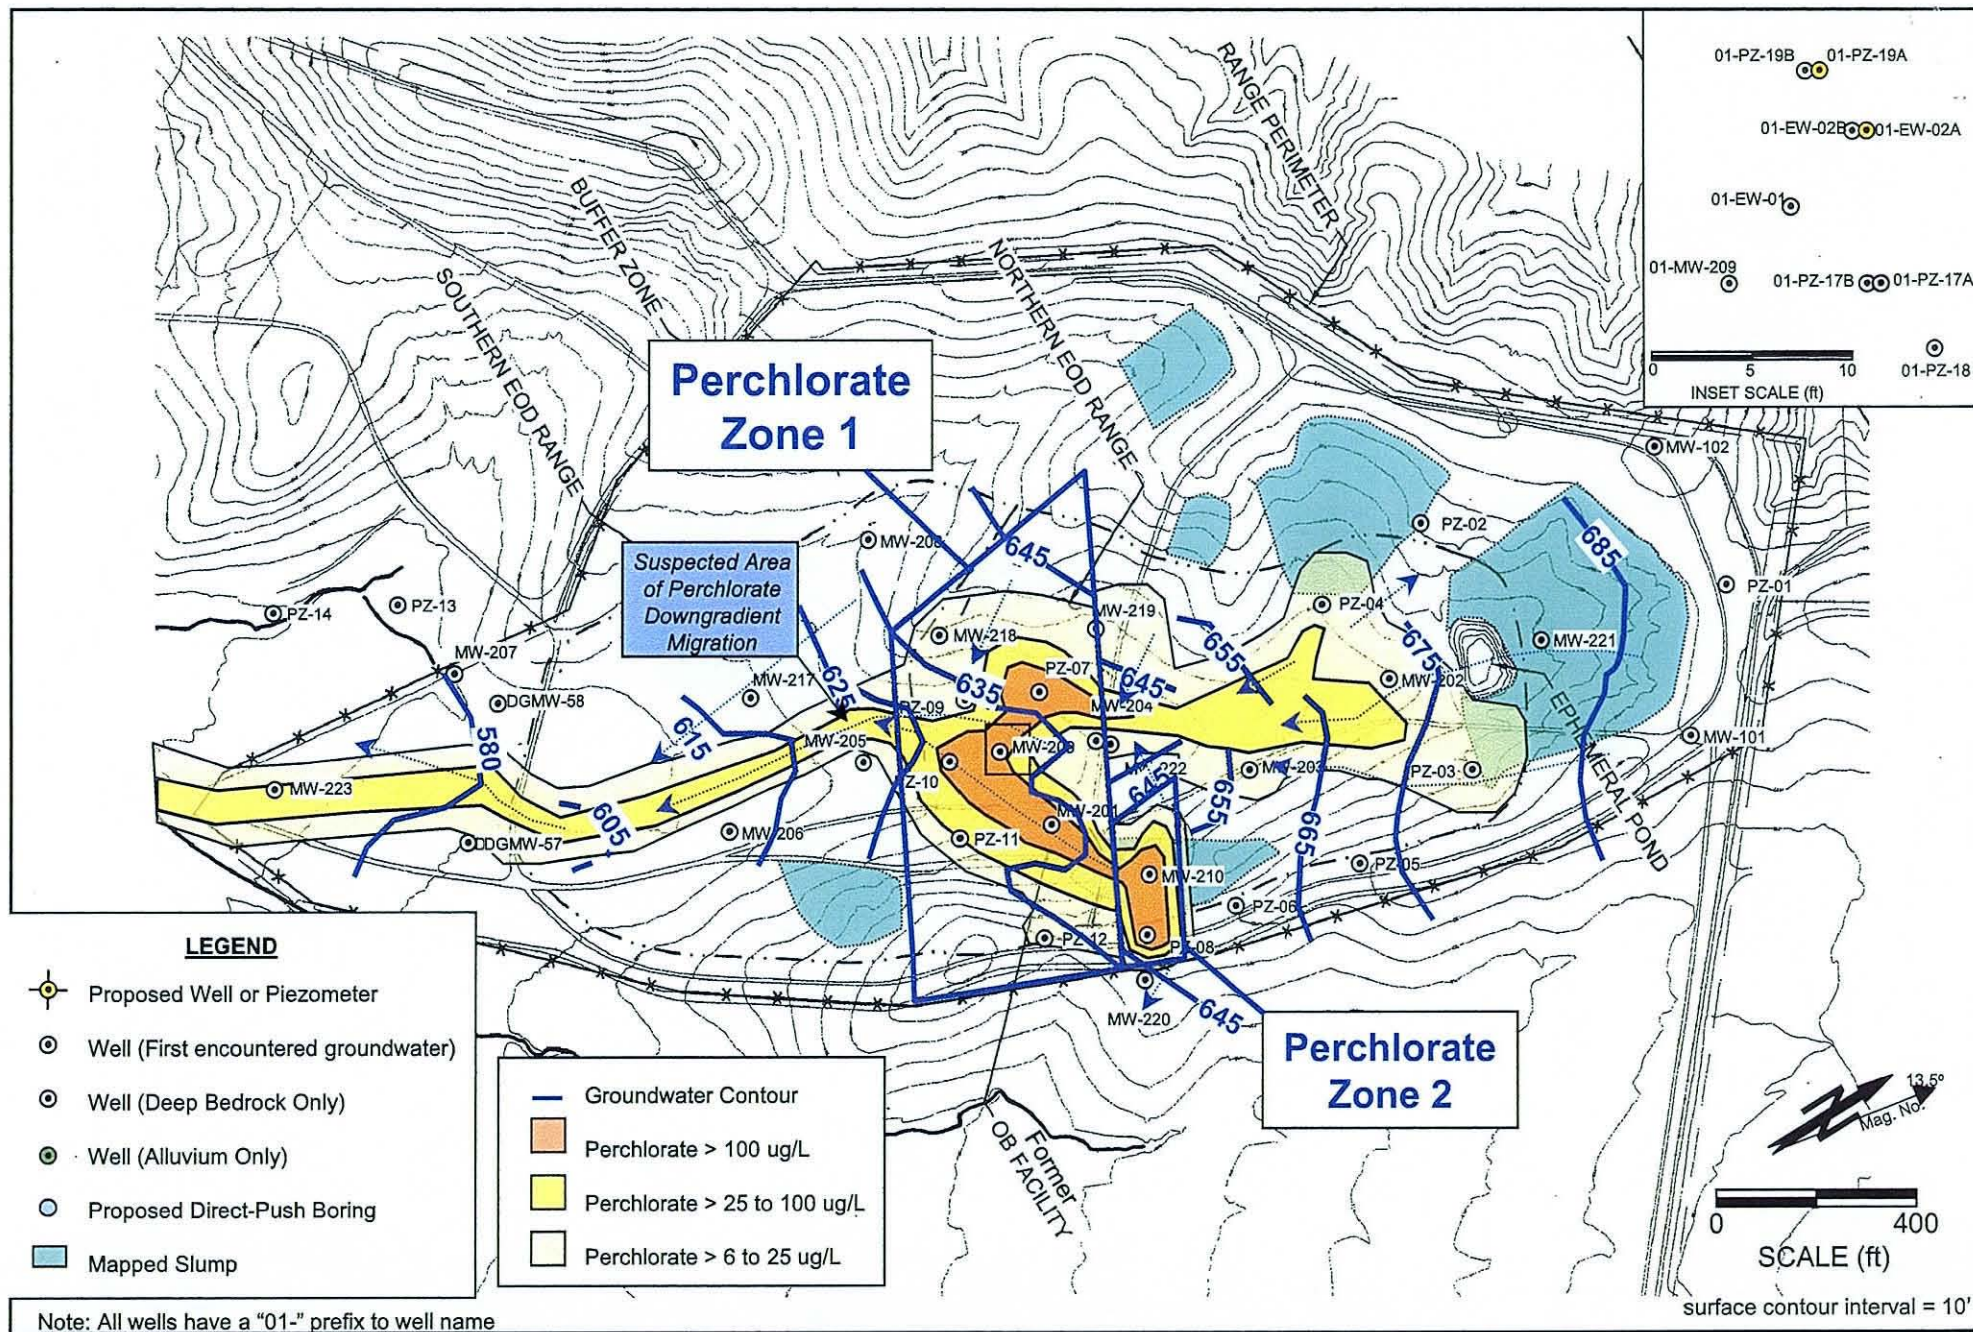 01-PZ-19B
01-PZ-19A
01-EW-02B
01-EW-02A
01-EW-01
01-MW-209
01-PZ-17B
01-PZ-17A
01-PZ-18
0 5 10
INSET SCALE (ft)
RANGE PERIMETER
BUFFER ZONE
SOUTHERN EOD RANGE
NORTHERN EOD RANGE
Perchlorate
Zone 1
Suspected Area
of Perchlorate
Downgradient
Migration
MW-102
PZ-02
685
PZ-01
MW-208
645
PZ-14
PZ-13
MW-219
PZ-04
MW-218
675
MW-221
655
MW-207
PZ-07
MW-217
625
635
645
MW-202
DGMW-58
PZ-09
MW-204
EPHEMERAL POND
MW-101
615
MW-205
580
MW-203
PZ-03
MW-223
645
655
605
MW-201
MW-206
PZ-11
665
DDGMW-57
PZ-05
MW-210
PZ-06
PZ-12
PZ-08
645
MW-220
Perchlorate
Zone 2
Former
OB FACILITY
LEGEND
Proposed Well or Piezometer
Well (First encountered groundwater)
Well (Deep Bedrock Only)
Well (Alluvium Only)
Proposed Direct-Push Boring
Mapped Slump
Groundwater Contour
Perchlorate > 100 ug/L
Perchlorate > 25 to 100 ug/L
Perchlorate > 6 to 25 ug/L
13.5°
Mag. No.
0 400
SCALE (ft)
surface contour interval = 10'
Note: All wells have a "01-" prefix to well name